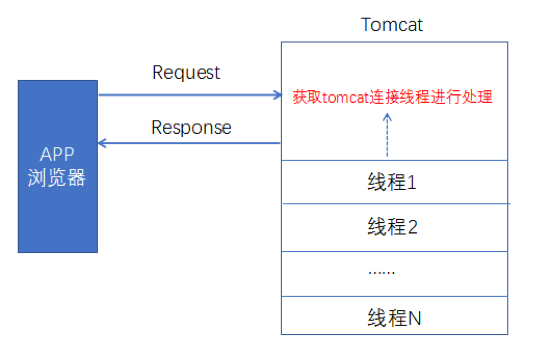 Tomcat
Request
获取tomcat连接线程进行处理
Response
APP
浏览器
线程1
线程2
......
线程N